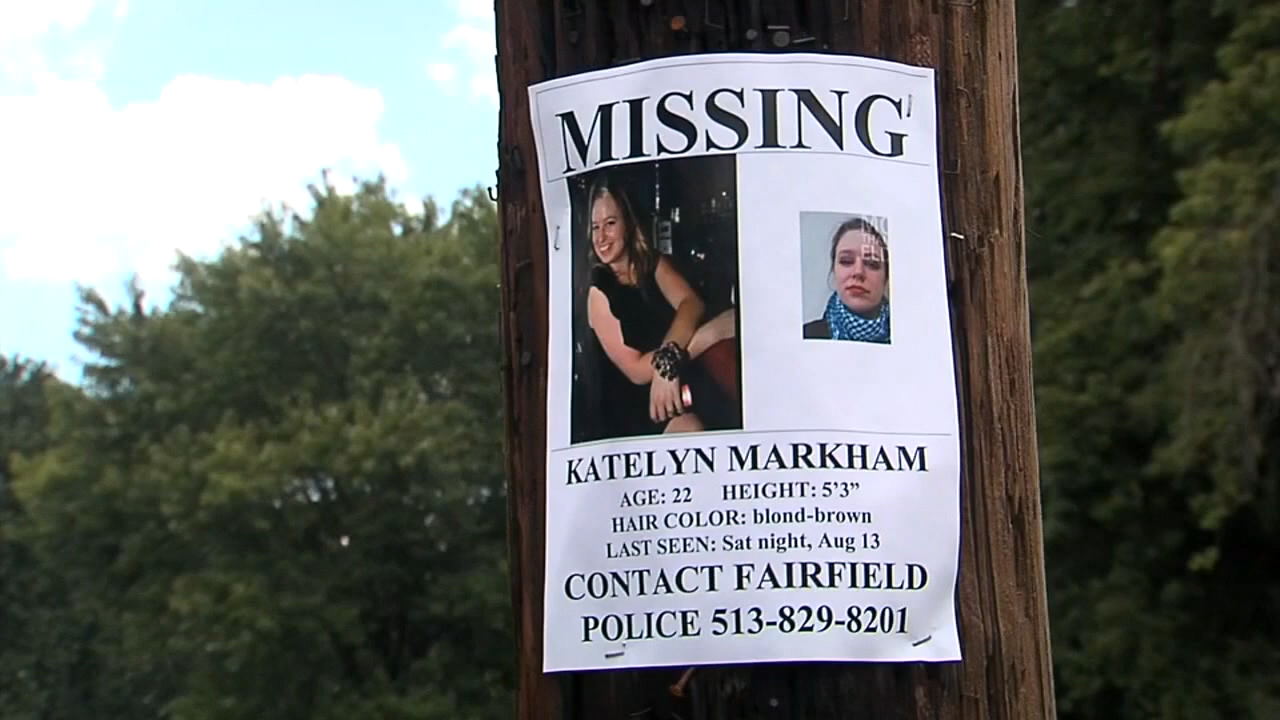 MISSING
KATELYN MARKHAM
AGE: 22 HEIGHT: 5'3"
HAIR COLOR: blond-brown
LAST SEEN: Sat night, Aug 13
CONTACT FAIRFIELD
POLICE 513-829-8201